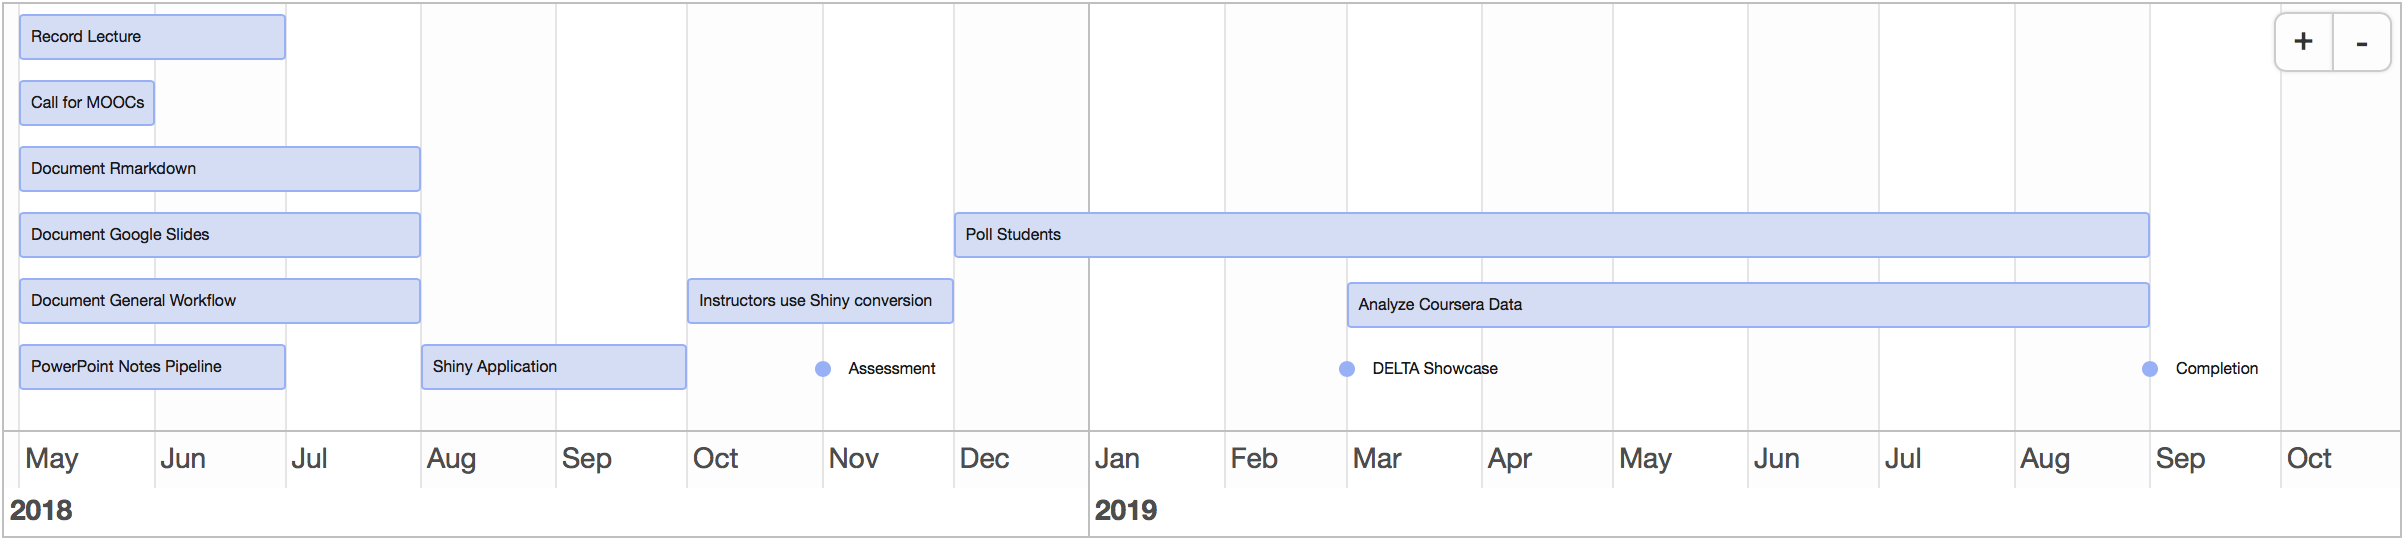 Record Lecture
+ -
Call for MOOCs
Document Rmarkdown
Document Google Slides
Poll Students
Document General Workflow
Instructors use Shiny conversion
Analyze Coursera Data
PowerPoint Notes Pipeline
Shiny Application
Assessment
DELTA Showcase
Completion
May Jun Jul Aug Sep Oct Nov Dec Jan Feb Mar Apr May Jun Jul Aug Sep Oct
2018 2019